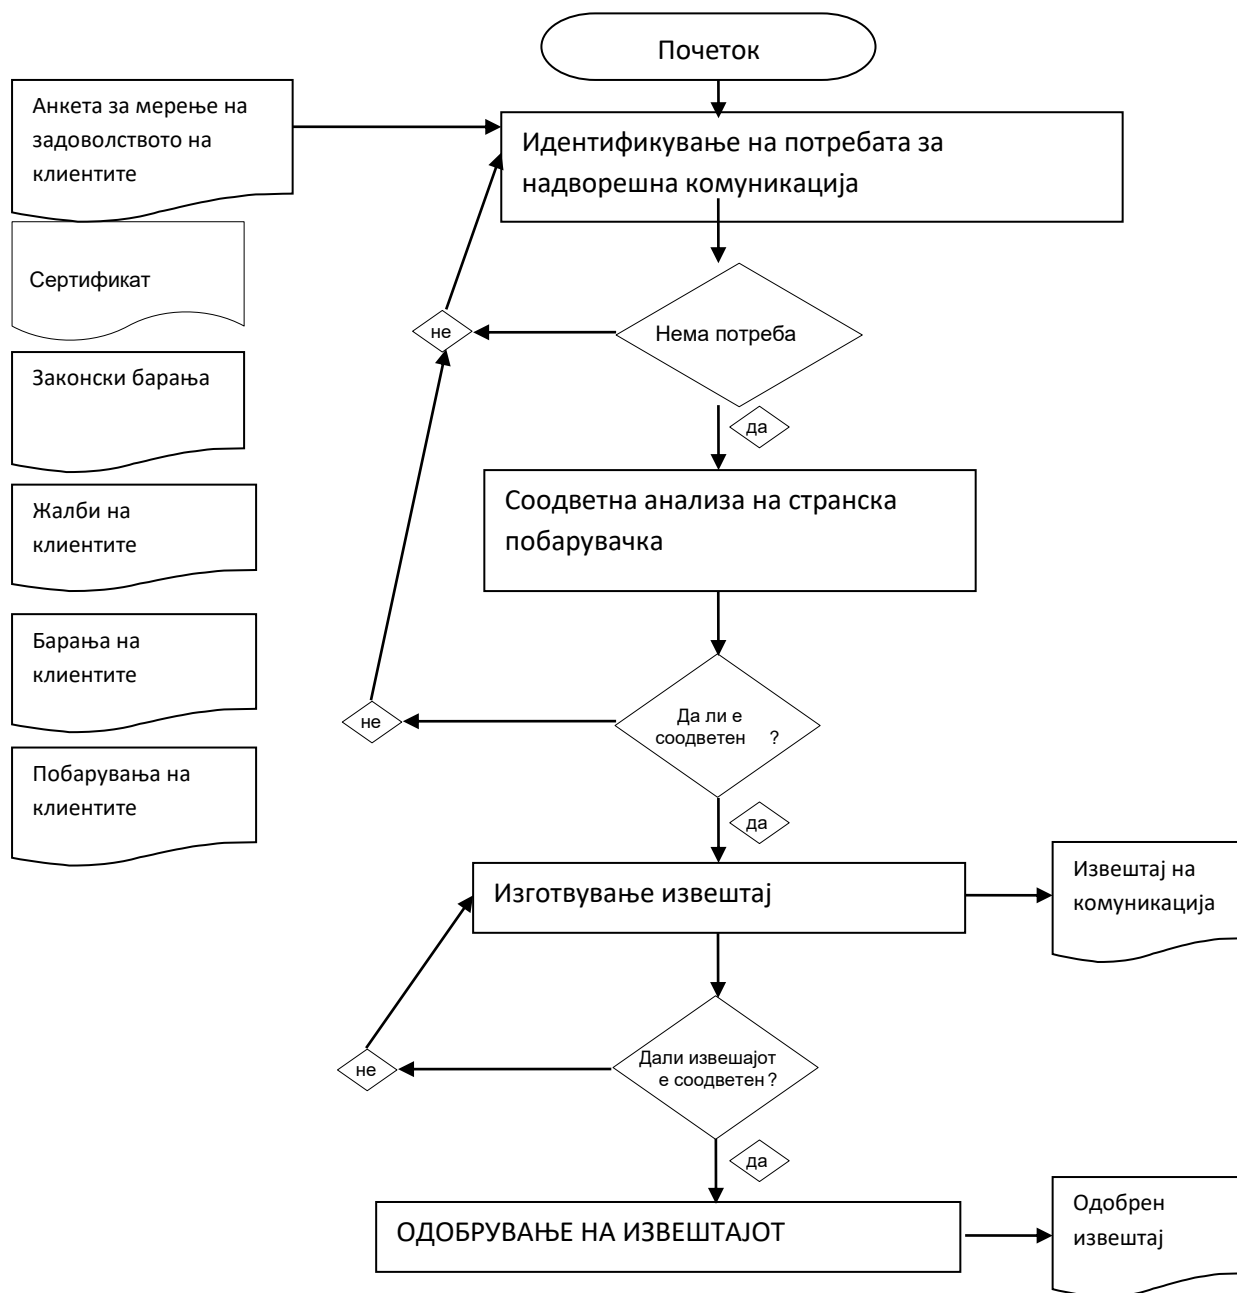 Почеток
Анкета за мерење на
задоволството на
клиентите
Идентификување на потребата за
надворешна комуникација
Сертификат
не
Нема потреба
Законски барања
да
Соодветна анализа на странска
побарувачка
Жалби на
клиентите
Барања на
клиентите
не
Да ли е
соодветен ?
Побарувања на
клиентите
да
Изготвување извештај
Извештај на
комуникација
не
Дали извешајот
е соодветен ?
да
ОДОБРУВАЊЕ НА ИЗВЕШТАЈОТ
Одобрен
извештај